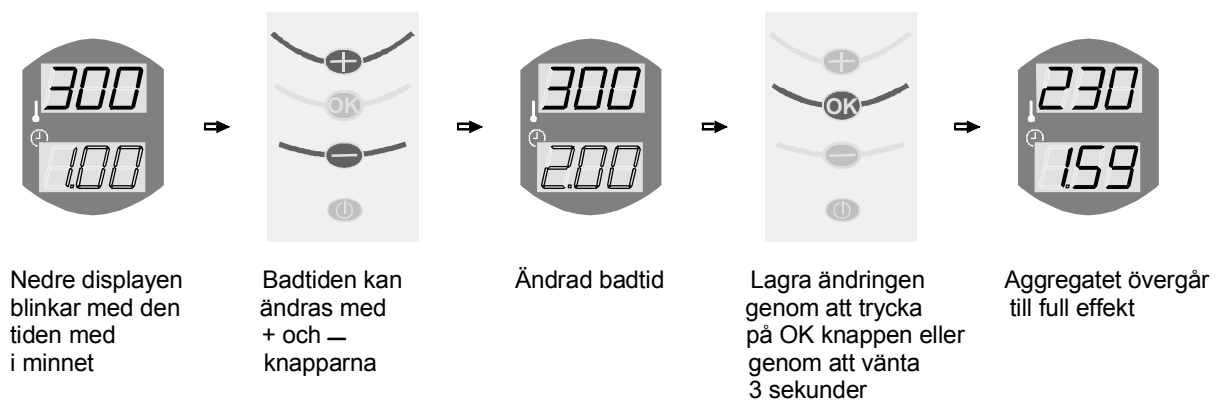 300
1.00
OK
300
2.00
OK
230
1.59
Nedre displayen
blinkar med den
tiden med
i minnet
Badtiden kan
ändras med
+ och –
knapparna
Ändrad badtid
Lagra ändringen
genom att trycka
på OK knappen eller
genom att vänta
3 sekunder
Aggregatet övergår
till full effekt